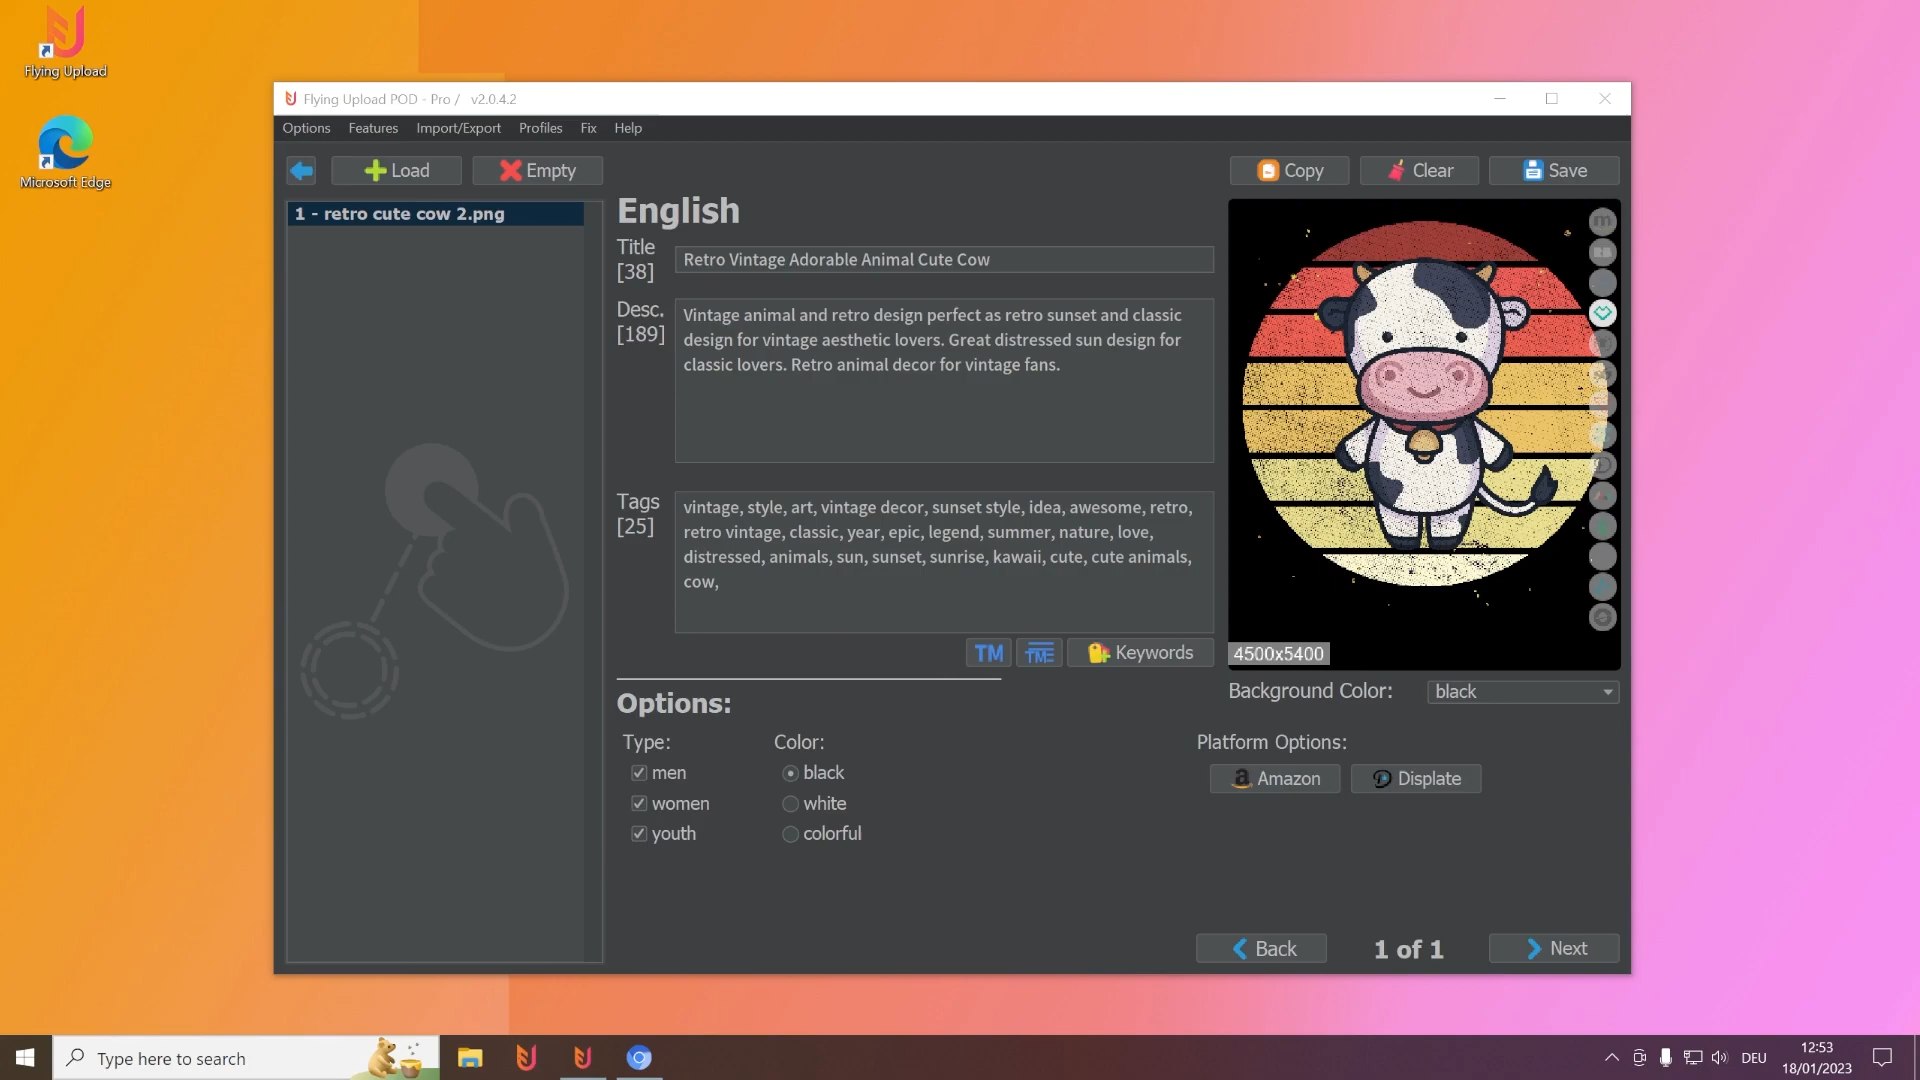 Flying Upload
Microsoft Edge
Flying Upload POD - Pro / v2.0.4.2
Options Features Import/Export Profiles Fix Help
Load Empty Copy Clear Save
1 - retro cute cow 2.png
English
Title
[38]
Retro Vintage Adorable Animal Cute Cow
Desc.
[189]
Vintage animal and retro design perfect as retro sunset and classic
design for vintage aesthetic lovers. Great distressed sun design for
classic lovers. Retro animal decor for vintage fans.
Tags
[25]
vintage, style, art, vintage decor, sunset style, idea, awesome, retro,
retro vintage, classic, year, epic, legend, summer, nature, love,
distressed, animals, sun, sunset, sunrise, kawaii, cute, cute animals,
cow,
TM TM Keywords
4500x5400
Background Color: black
Options:
Type:
men
women
youth
Color:
black
white
colorful
Platform Options:
Amazon Displate
Back 1 of 1 Next
Type here to search
DEU
12:53
18/01/2023